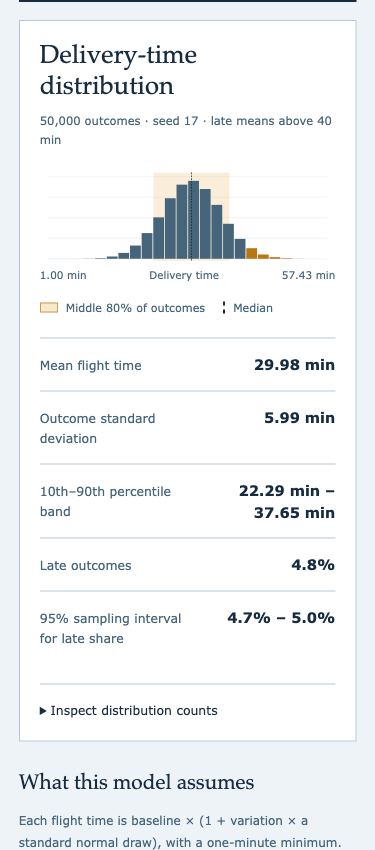 Delivery-time
distribution
50,000 outcomes · seed 17 · late means above 40
min
1.00 min Delivery time 57.43 min
Middle 80% of outcomes Median
Mean flight time 29.98 min
Outcome standard 5.99 min
deviation
10th–90th percentile 22.29 min –
band 37.65 min
Late outcomes 4.8%
95% sampling interval 4.7% – 5.0%
for late share
Inspect distribution counts
What this model assumes
Each flight time is baseline × (1 + variation × a
standard normal draw), with a one-minute minimum.